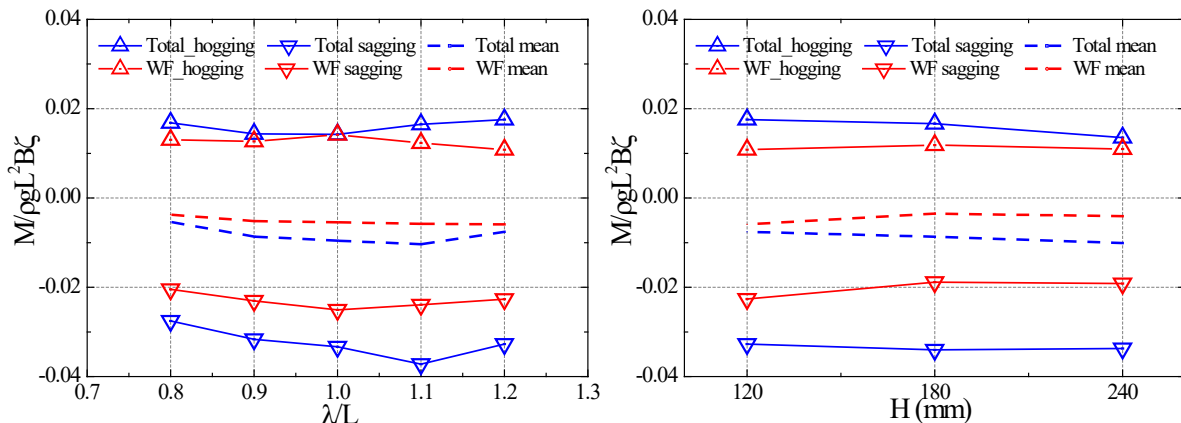 0.04
Total_hogging Total sagging Total mean
WF_hogging WF sagging WF mean
0.02
0.00
-0.02
-0.04
M/ρgL²Bζ
0.7 0.8 0.9 1.0 1.1 1.2 1.3
λ/L
0.04
Total_hogging Total sagging Total mean
WF_hogging WF sagging WF mean
0.02
0.00
-0.02
-0.04
M/ρgL²Bζ
120 180 240
H (mm)